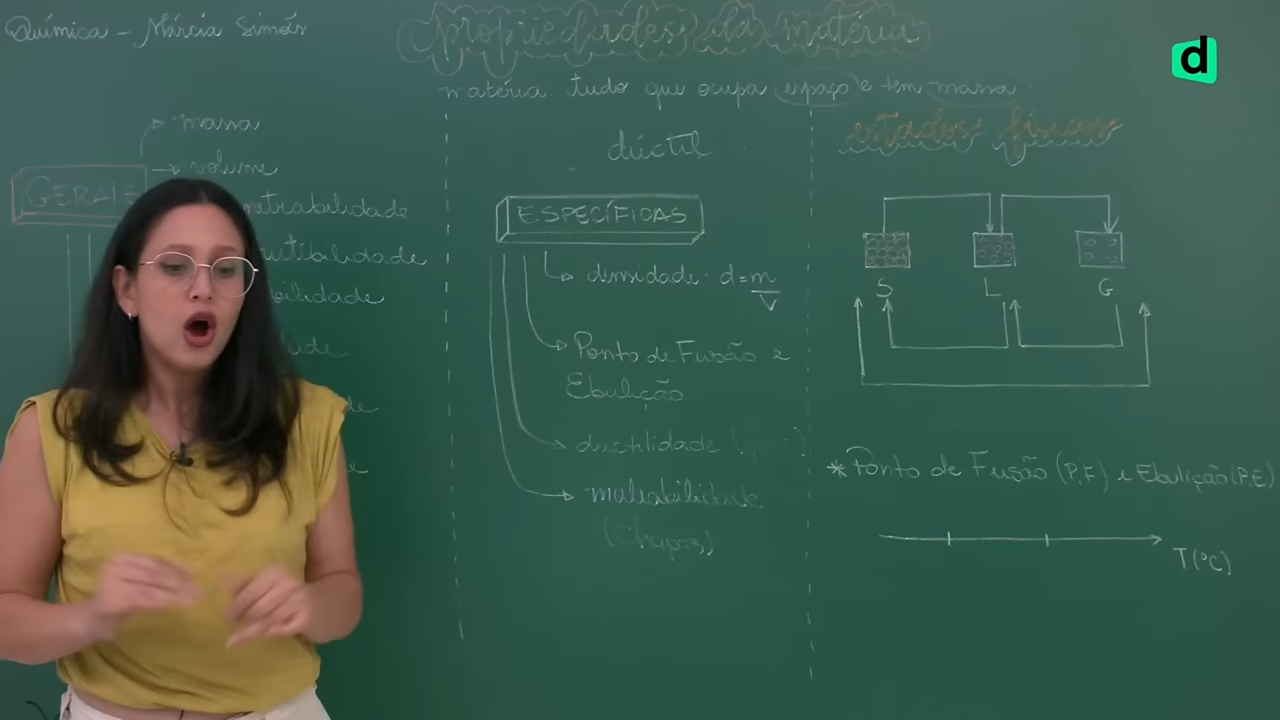 Química - Márcia Simões
propriedades da matéria
d
matéria: tudo que ocupa espaço e tem massa
GERAIS
massa
volume
dúctil
ESPECÍFICAS
densidade: d = m
V
Ponto de Fusão e
Ebulição
ductilidade (
maleabilidade
(Chapas)
estados físicos
S L G
* Ponto de Fusão (P.F) e Ebulição (P.E)
T(°C)